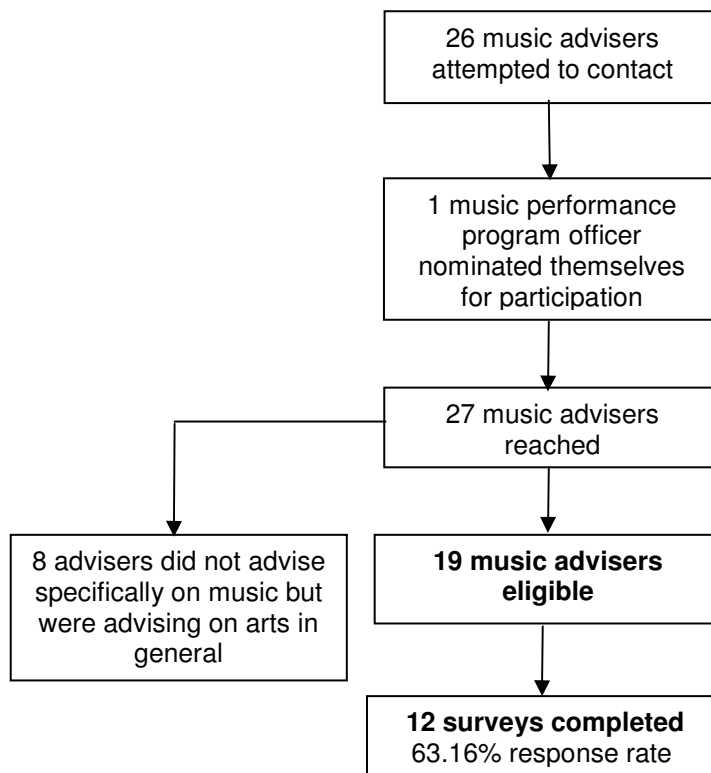 26 music advisers
attempted to contact
1 music performance
program officer
nominated themselves
for participation
27 music advisers
reached
8 advisers did not advise
specifically on music but
were advising on arts in
general
19 music advisers
eligible
12 surveys completed
63.16% response rate